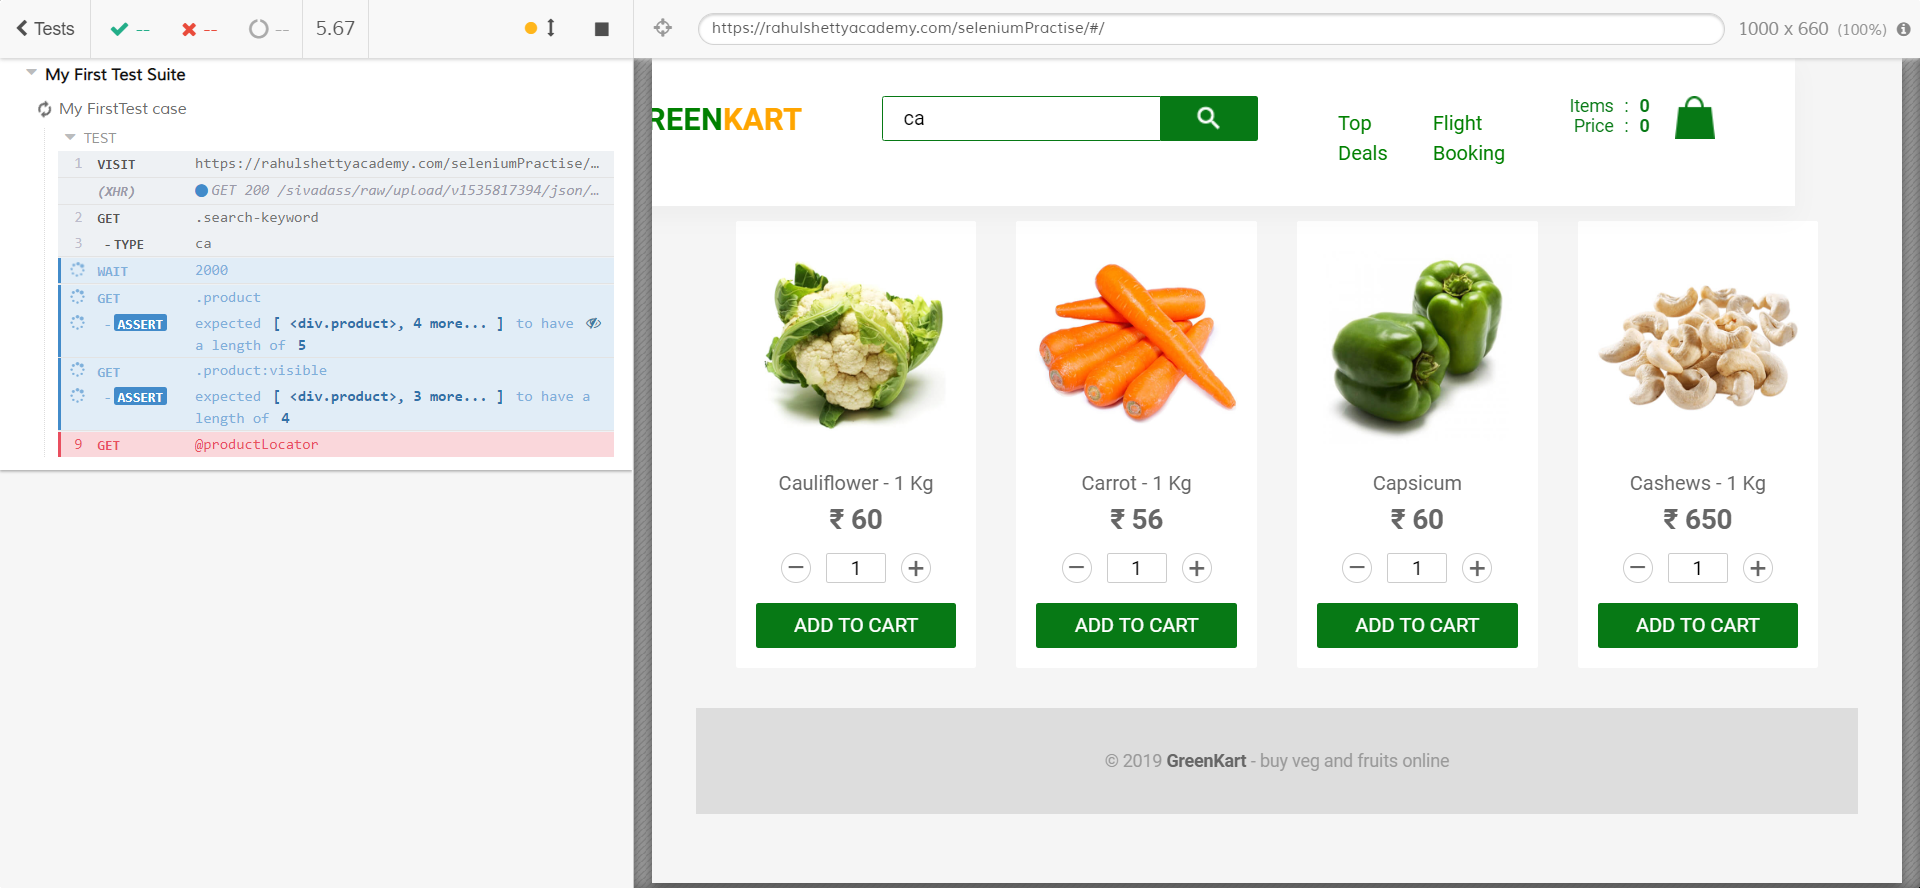 Tests
--
--
--
5.67
https://rahulshettyacademy.com/seleniumPractise/#/
1000 x 660 (100%)
My First Test Suite
My FirstTest case
TEST
1 VISIT https://rahulshettyacademy.com/seleniumPractise/…
(XHR) GET 200 /sivadass/raw/upload/v1535817394/json/…
2 GET .search-keyword
3 - TYPE ca
WAIT 2000
GET .product
- ASSERT expected [ <div.product>, 4 more... ] to have
a length of 5
GET .product:visible
- ASSERT expected [ <div.product>, 3 more... ] to have a
length of 4
9 GET @productLocator
REENKART
ca
Top
Deals
Flight
Booking
Items : 0
Price : 0
Cauliflower - 1 Kg
₹ 60
− 1 +
ADD TO CART
Carrot - 1 Kg
₹ 56
− 1 +
ADD TO CART
Capsicum
₹ 60
− 1 +
ADD TO CART
Cashews - 1 Kg
₹ 650
− 1 +
ADD TO CART
© 2019 GreenKart - buy veg and fruits online